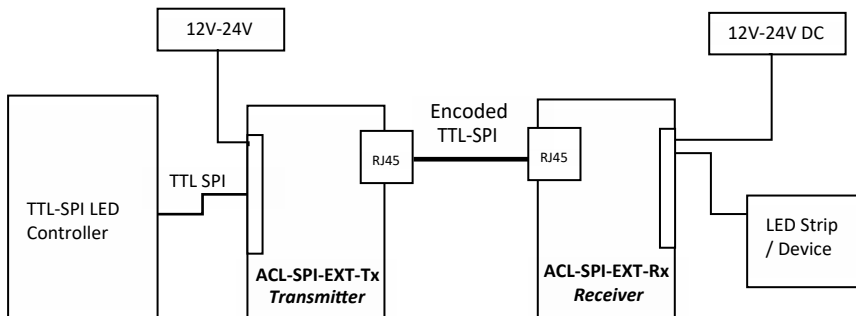 12V-24V
12V-24V DC
Encoded
TTL-SPI
RJ45
RJ45
TTL SPI
TTL-SPI LED
Controller
LED Strip
/ Device
ACL-SPI-EXT-Tx
Transmitter
ACL-SPI-EXT-Rx
Receiver